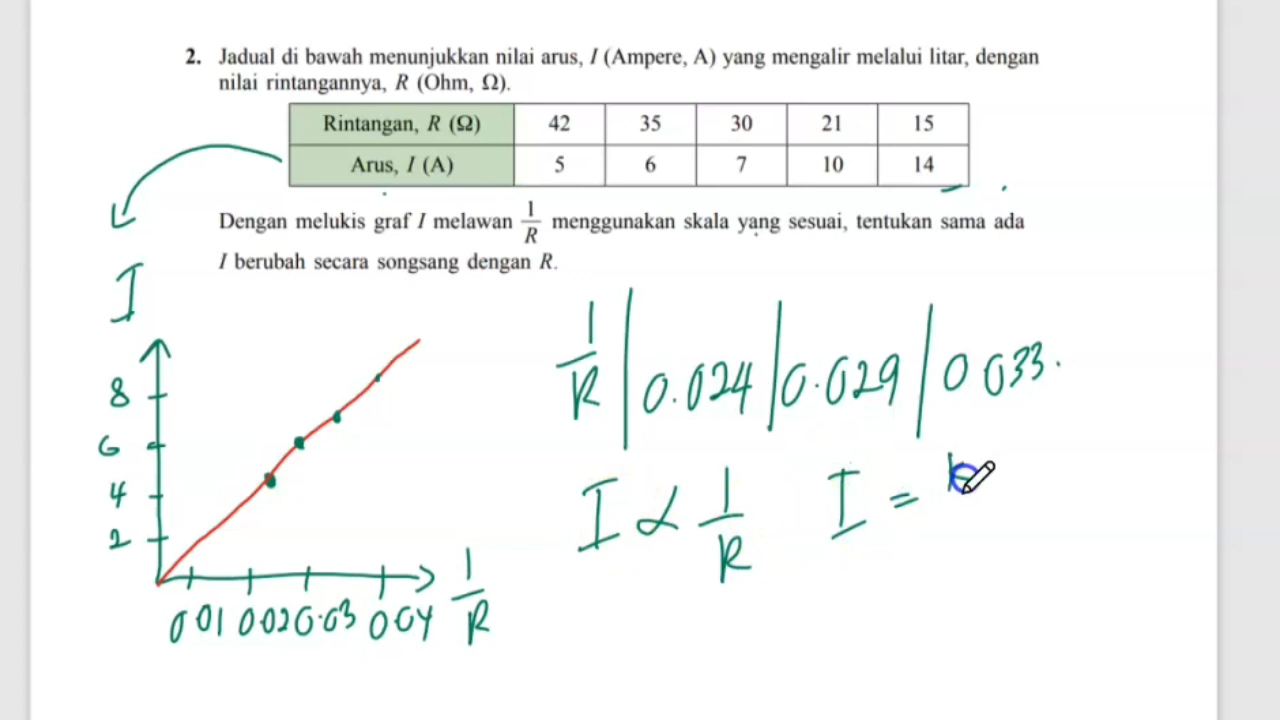 2. Jadual di bawah menunjukkan nilai arus, I (Ampere, A) yang mengalir melalui litar, dengan
nilai rintangannya, R (Ohm, Ω).
Rintangan, R (Ω) 42 35 30 21 15
Arus, I (A) 5 6 7 10 14
Dengan melukis graf I melawan 1/R menggunakan skala yang sesuai, tentukan sama ada
I berubah secara songsang dengan R.
I
8
6
4
2
0.01 0.02 0.03 0.04 1/R
1/R | 0.024 | 0.029 | 0.033
I ∝ 1/R I =